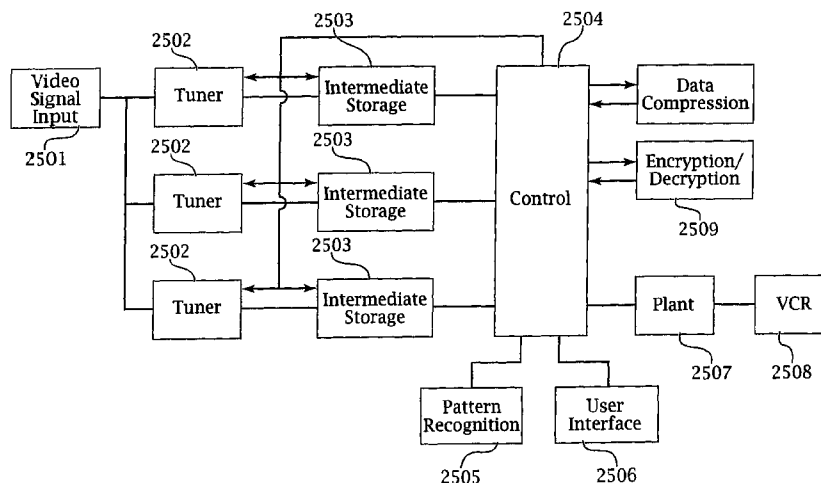 2502
2503
2504
Video
Signal
Input
2501
Tuner
Intermediate
Storage
Data
Compression
2502
2503
Tuner
Intermediate
Storage
Control
Encryption/
Decryption
2509
2502
2503
Tuner
Intermediate
Storage
Plant
VCR
2507
2508
Pattern
Recognition
User
Interface
2505
2506